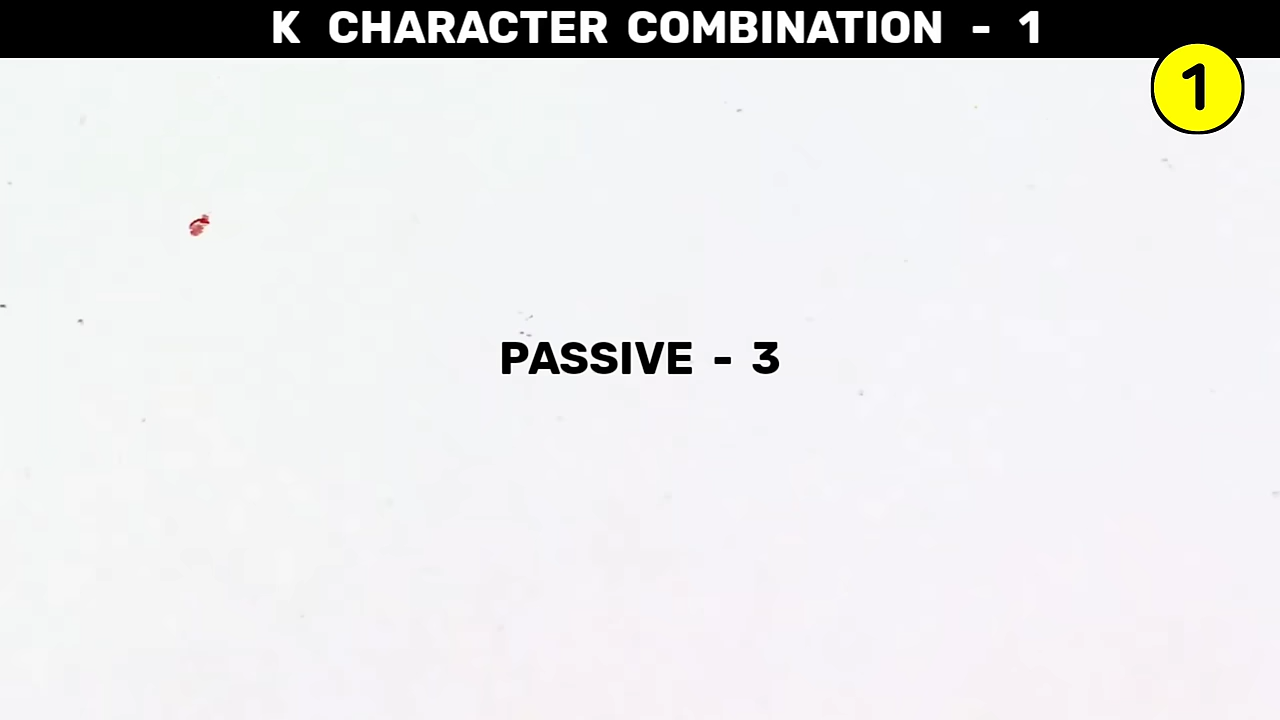 K CHARACTER COMBINATION - 1
1
PASSIVE - 3